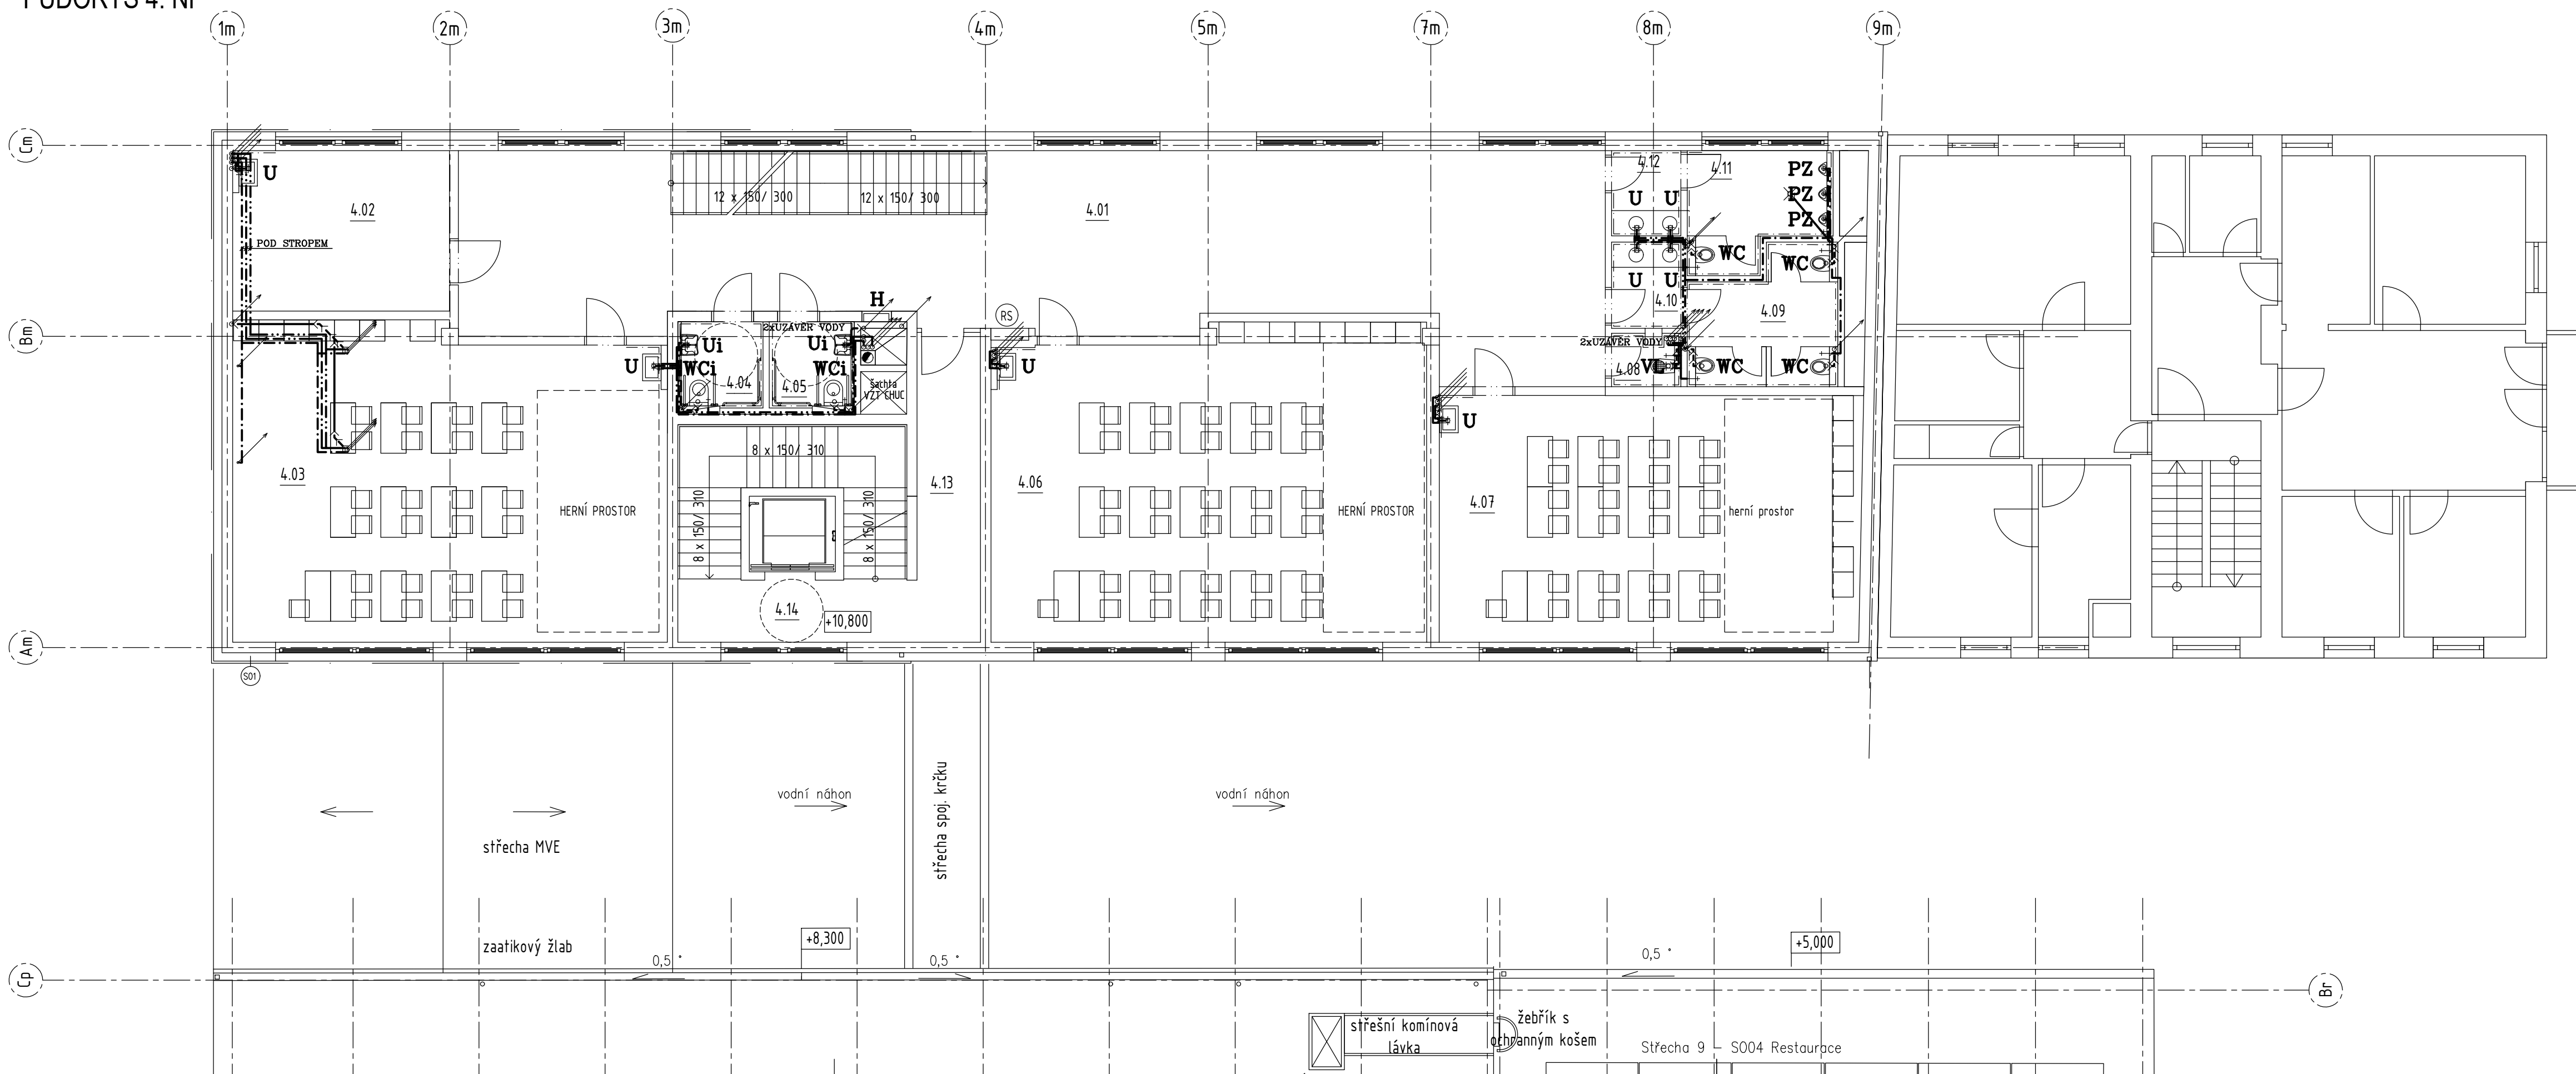 PŮDORYS 4. NP
1m 2m 3m 4m 5m 7m 8m 9m
Cm
Bm
Am
Cp
Br
U
4.02
POD STROPEM
12 x 150/ 300
12 x 150/ 300
4.01
4.12
4.11
PZ
PZ
PZ
U U
WC
WC
U U
4.10
4.09
H
RS
2xUZÁVĚR VODY
Ui
Ui
WCi
WCi
4.04
4.05
šachta
VZT CHUC
U
U
2xUZÁVĚR VODY
4.08
VL
WC
WC
U
4.03
HERNÍ PROSTOR
8 x 150/ 310
8 x 150/ 310
8 x 150/ 310
4.13
4.06
HERNÍ PROSTOR
4.07
herní prostor
4.14
+10,800
S01
vodní náhon
vodní náhon
střecha MVE
střecha spoj. krčku
zaatikový žlab
+8,300
0,5 °
0,5 °
0,5 °
+5,000
střešní komínová
lávka
žebřík s
ochranným košem
Střecha 9 - SO04 Restaurace